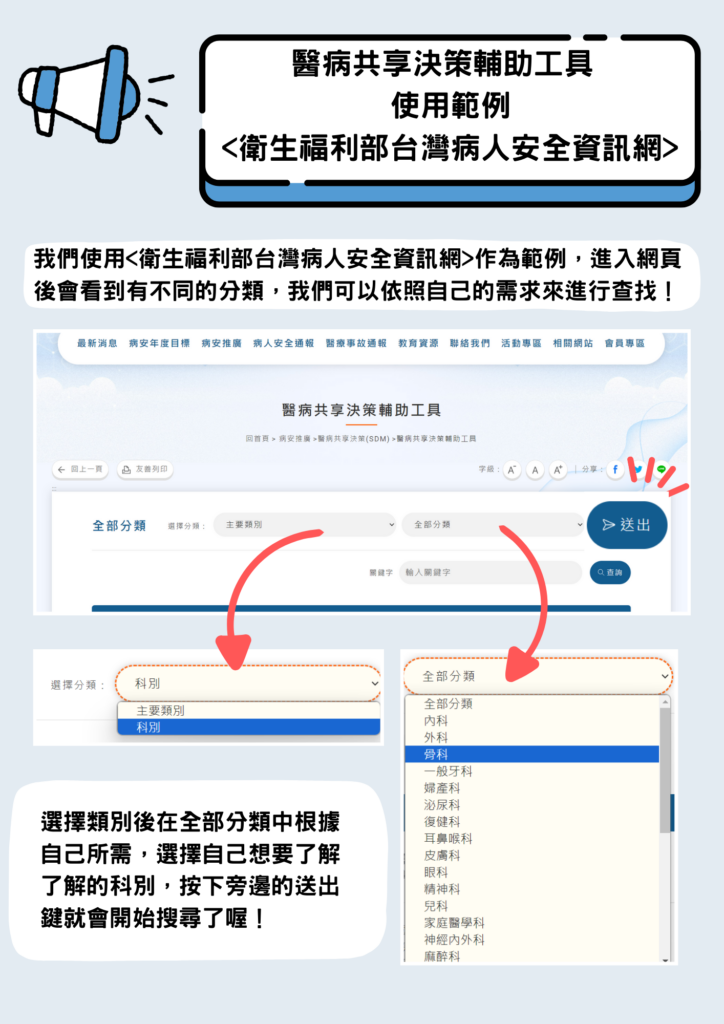 醫病共享決策輔助工具
使用範例
<衛生福利部台灣病人安全資訊網>
我們使用<衛生福利部台灣病人安全資訊網>作為範例，進入網頁
後會看到有不同的分類，我們可以依照自己的需求來進行查找！
最新消息 病安年度目標 病安推廣 病人安全通報 醫療事故通報 教育資源 聯絡我們 活動專區 相關網站 會員專區
醫病共享決策輔助工具
回首頁 > 病安推廣 >醫病共享決策(SDM) >醫病共享決策輔助工具
回上一頁 友善列印 字級： A- A A+ | 分享：
全部分類 選擇分類： 主要類別 全部分類 送出
關鍵字 輸入關鍵字 查詢
選擇分類： 科別
主要類別
科別
全部分類
全部分類
內科
外科
骨科
一般牙科
婦產科
泌尿科
復健科
耳鼻喉科
皮膚科
眼科
精神科
兒科
家庭醫學科
神經內外科
麻醉科
選擇類別後在全部分類中根據
自己所需，選擇自己想要了解
了解的科別，按下旁邊的送出
鍵就會開始搜尋了喔！